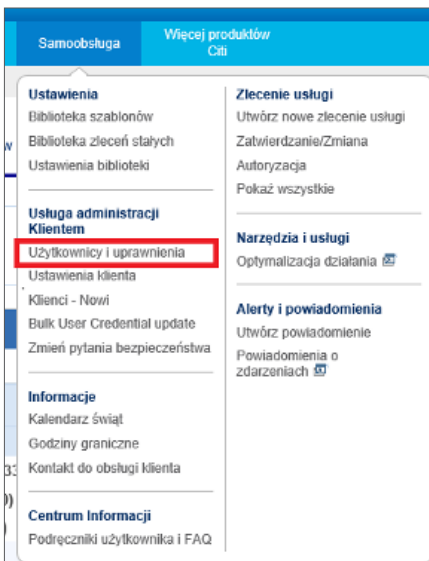 Samoobsługa
Więcej produktów
Citi
Ustawienia
Biblioteka szablonów
Biblioteka zleceń stałych
Ustawienia biblioteki
Usługa administracji
Klientem
Użytkownicy i uprawnienia
Ustawienia klienta
Klienci - Nowi
Bulk User Credential update
Zmień pytania bezpieczeństwa
Informacje
Kalendarz świąt
Godziny graniczne
Kontakt do obsługi klienta
Centrum Informacji
Podręczniki użytkownika i FAQ
Zlecenie usługi
Utwórz nowe zlecenie usługi
Zatwierdzanie/Zmiana
Autoryzacja
Pokaż wszystkie
Narzędzia i usługi
Optymalizacja działania
Alerty i powiadomienia
Utwórz powiadomienie
Powiadomienia o
zdarzeniach